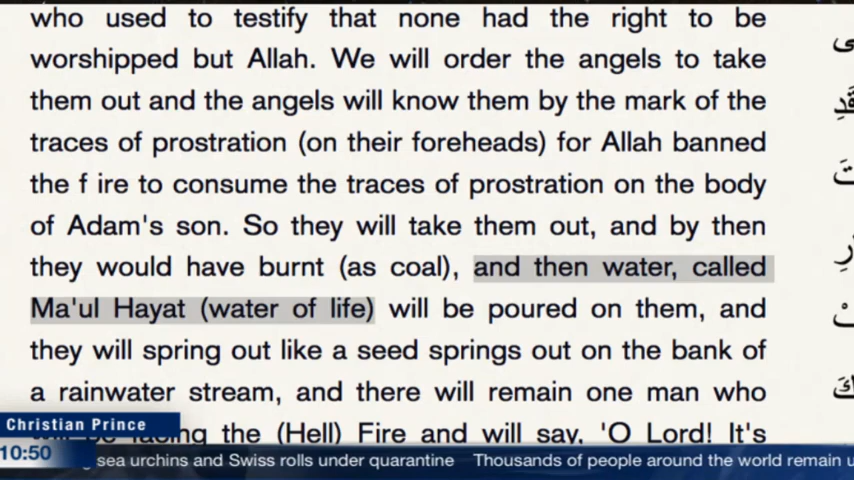 who used to testify that none had the right to be
worshipped but Allah. We will order the angels to take
them out and the angels will know them by the mark of the
traces of prostration (on their foreheads) for Allah banned
the f ire to consume the traces of prostration on the body
of Adam's son. So they will take them out, and by then
they would have burnt (as coal), and then water, called
Ma'ul Hayat (water of life) will be poured on them, and
they will spring out like a seed springs out on the bank of
a rainwater stream, and there will remain one man who
will be facing the (Hell) Fire and will say, 'O Lord! It's
Christian Prince
10:50
sea urchins and Swiss rolls under quarantine Thousands of people around the world remain